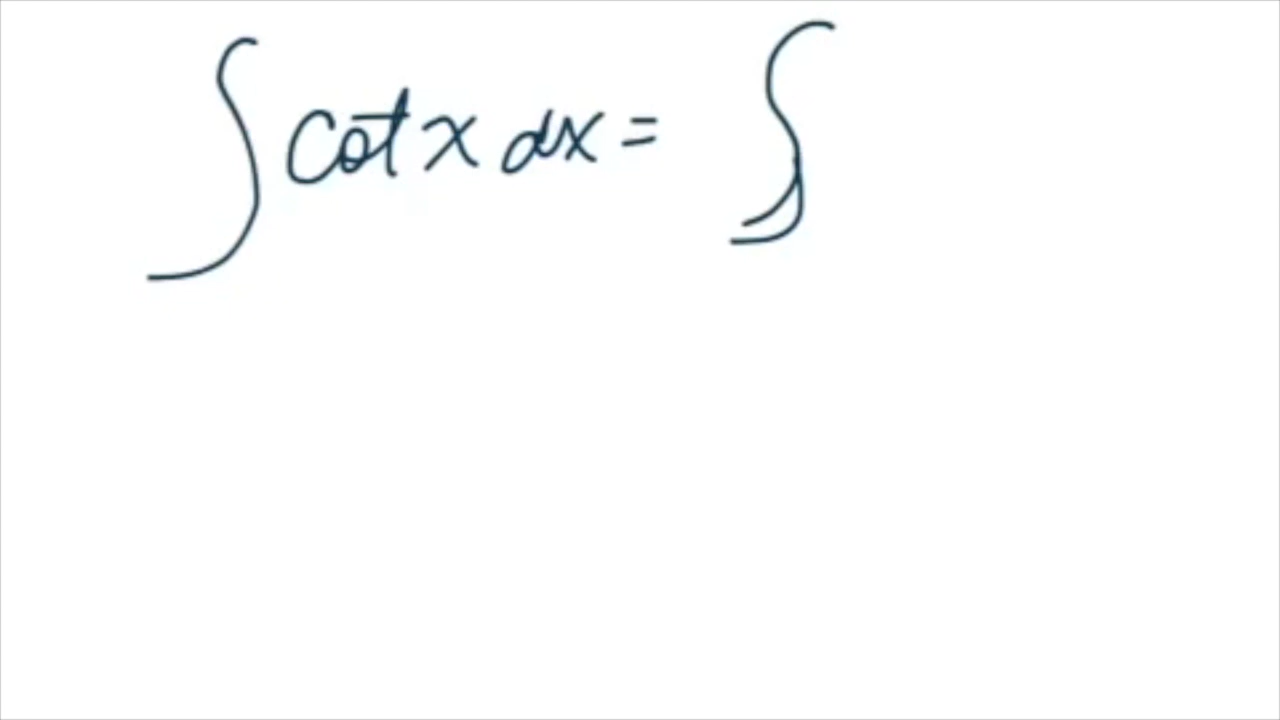 ∫ cot x dx = ∫